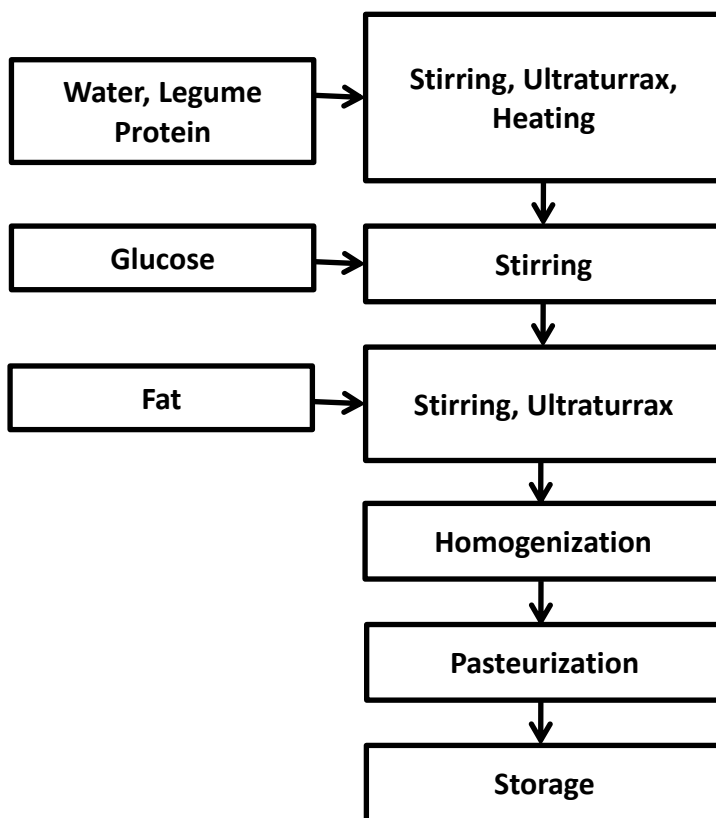 Water, Legume
Protein
Stirring, Ultraturrax,
Heating
Glucose
Stirring
Fat
Stirring, Ultraturrax
Homogenization
Pasteurization
Storage